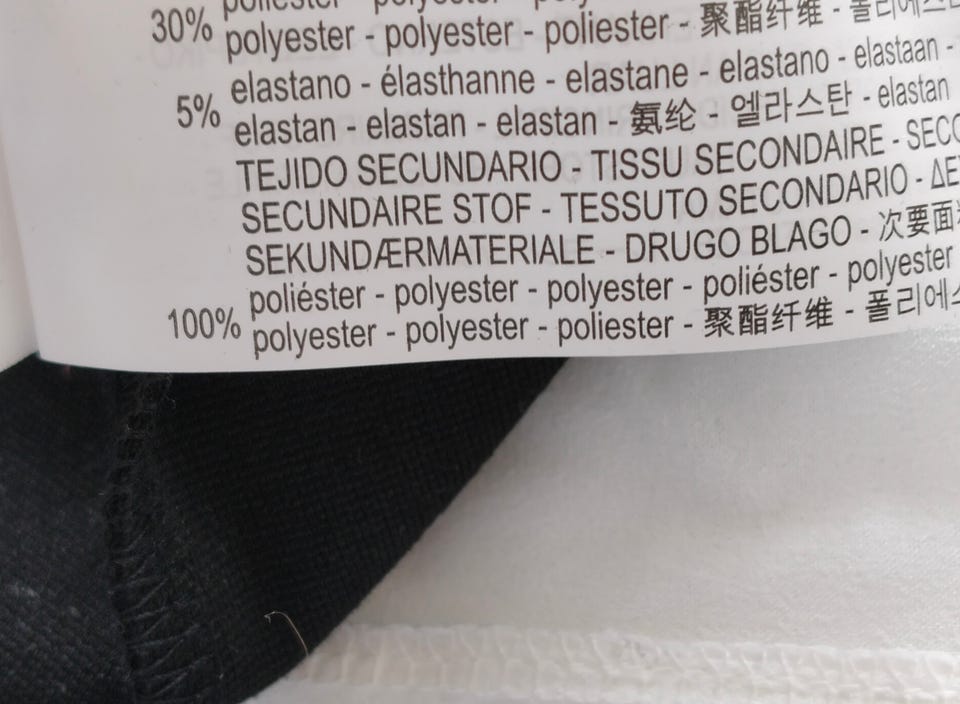 30%
polyester - polyester - poliester - 聚酯纤维 -
5% elastano - élasthanne - elastane - elastano - elastaan -
elastan - elastan - elastan - 氨纶 - 엘라스탄 - elastan
TEJIDO SECUNDARIO - TISSU SECONDAIRE -
SECUNDAIRE STOF - TESSUTO SECONDARIO -
SEKUNDÆRMATERIALE - DRUGO BLAGO - 次要面
100% poliéster - polyester - polyester - poliéster - polyester
polyester - polyester - poliester - 聚酯纤维 - 폴리에